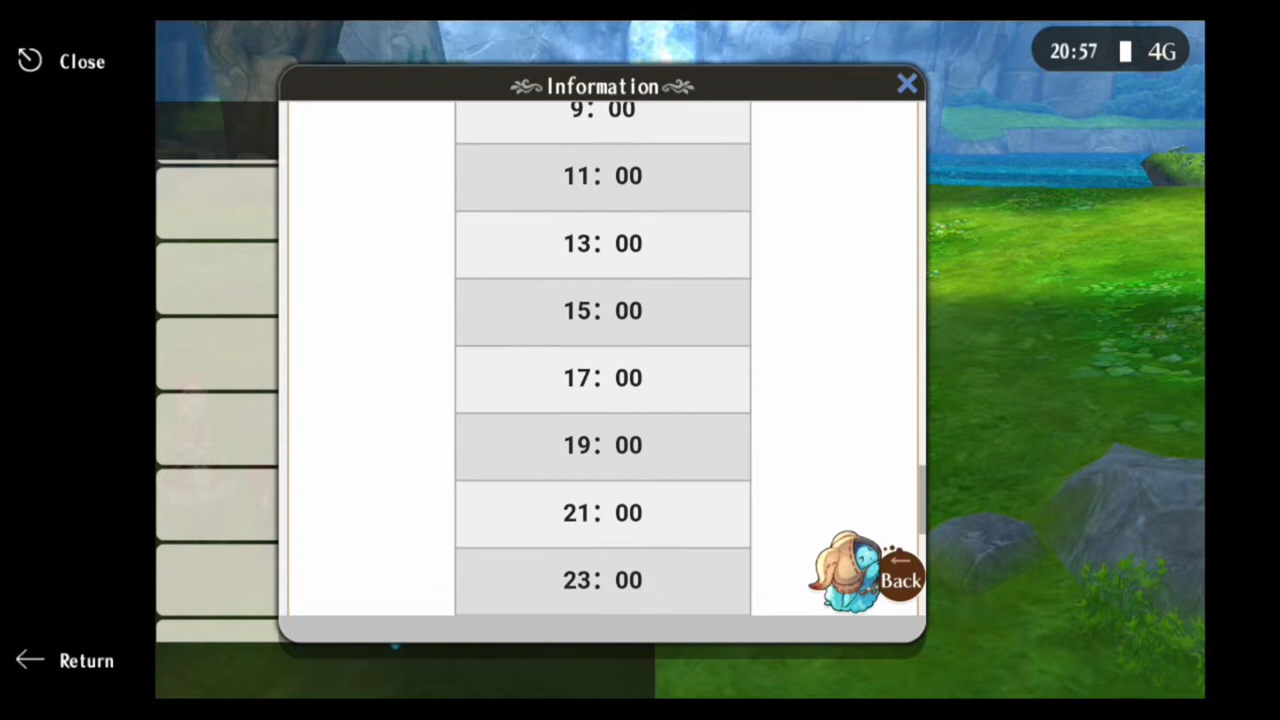 Close
20:57 4G
Information
9: 00
11: 00
13: 00
15: 00
17: 00
19: 00
21: 00
23: 00
Back
Return